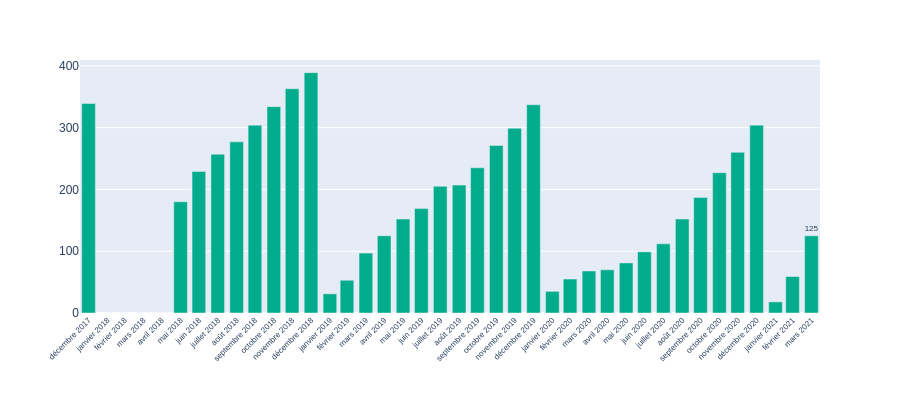 400
300
200
100
0
125
décembre 2017
janvier 2018
février 2018
mars 2018
avril 2018
mai 2018
juin 2018
juillet 2018
août 2018
septembre 2018
octobre 2018
novembre 2018
décembre 2018
janvier 2019
février 2019
mars 2019
avril 2019
mai 2019
juin 2019
juillet 2019
août 2019
septembre 2019
octobre 2019
novembre 2019
décembre 2019
janvier 2020
février 2020
mars 2020
avril 2020
mai 2020
juin 2020
juillet 2020
août 2020
septembre 2020
octobre 2020
novembre 2020
décembre 2020
janvier 2021
février 2021
mars 2021